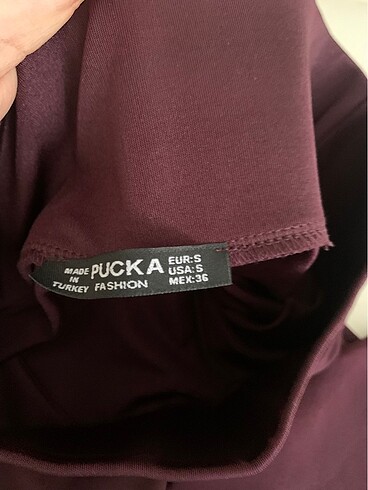 MADE IN TURKEY
PUCKA
FASHION
EUR:S
USA:S
MEX:36